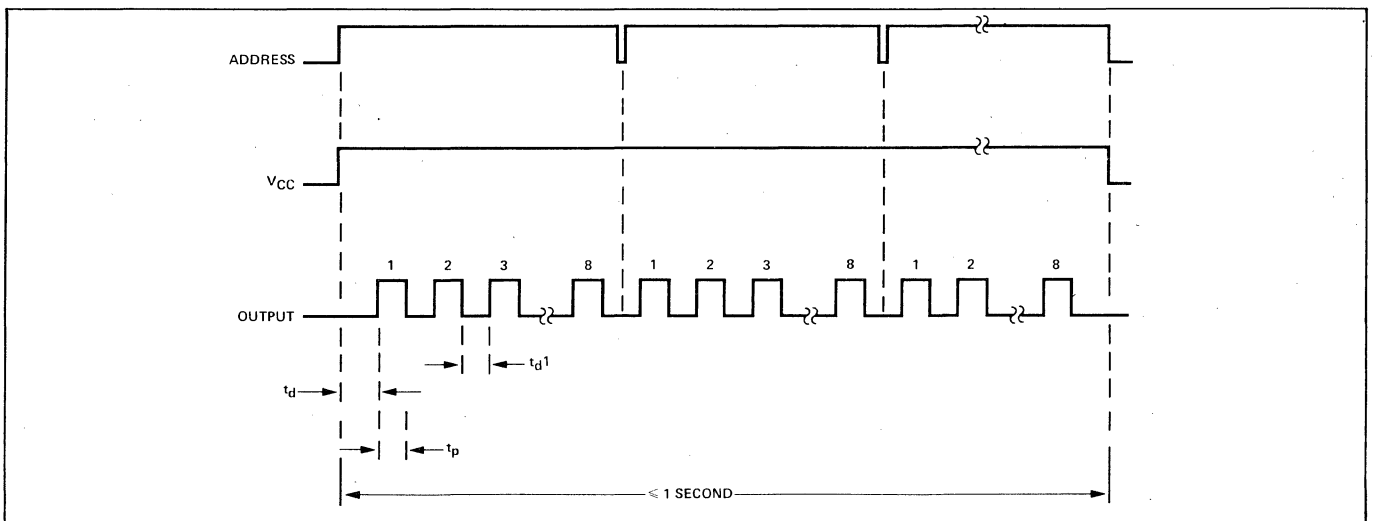 ADDRESS
VCC
1 2 3 8 1 2 3 8 1 2 8
OUTPUT
td1
td
tp
⩽ 1 SECOND